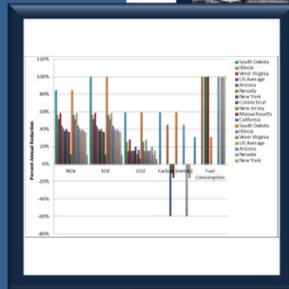 120%
100%
80%
60%
40%
20%
0%
-20%
-40%
-60%
-80%
Percent Annual Reduction
NOx
SO2
CO2
Fuel
Consumption
South Dakota
Illinois
West Virginia
US Average
Arizona
Nevada
New York
Connecticut
New Jersey
Massachusetts
California
South Dakota
Illinois
West Virginia
US Average
Arizona
Nevada
New York